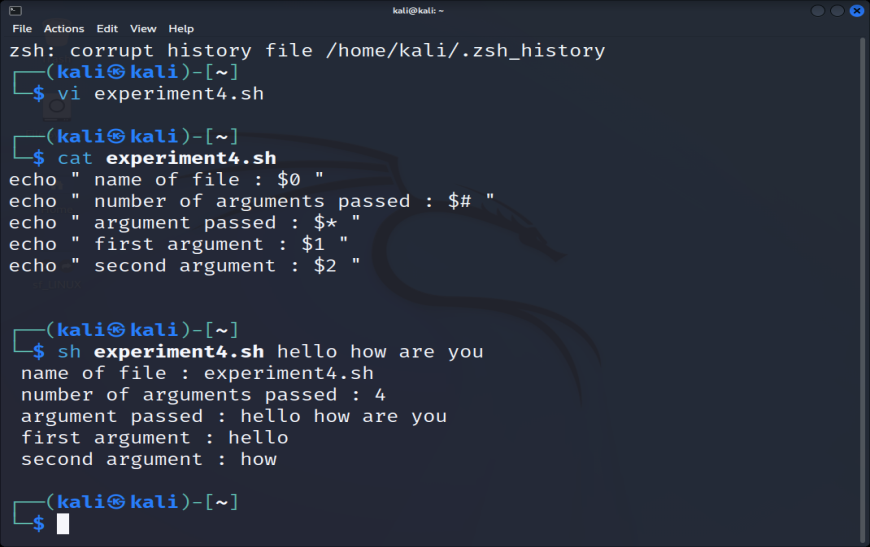 kali@kali: ~
File Actions Edit View Help
zsh: corrupt history file /home/kali/.zsh_history
┌──(kali㉿kali)-[~]
└─$ vi experiment4.sh
┌──(kali㉿kali)-[~]
└─$ cat experiment4.sh
echo " name of file : $0 "
echo " number of arguments passed : $# "
echo " argument passed : $* "
echo " first argument : $1 "
echo " second argument : $2 "
┌──(kali㉿kali)-[~]
└─$ sh experiment4.sh hello how are you
name of file : experiment4.sh
number of arguments passed : 4
argument passed : hello how are you
first argument : hello
second argument : how
┌──(kali㉿kali)-[~]
└─$